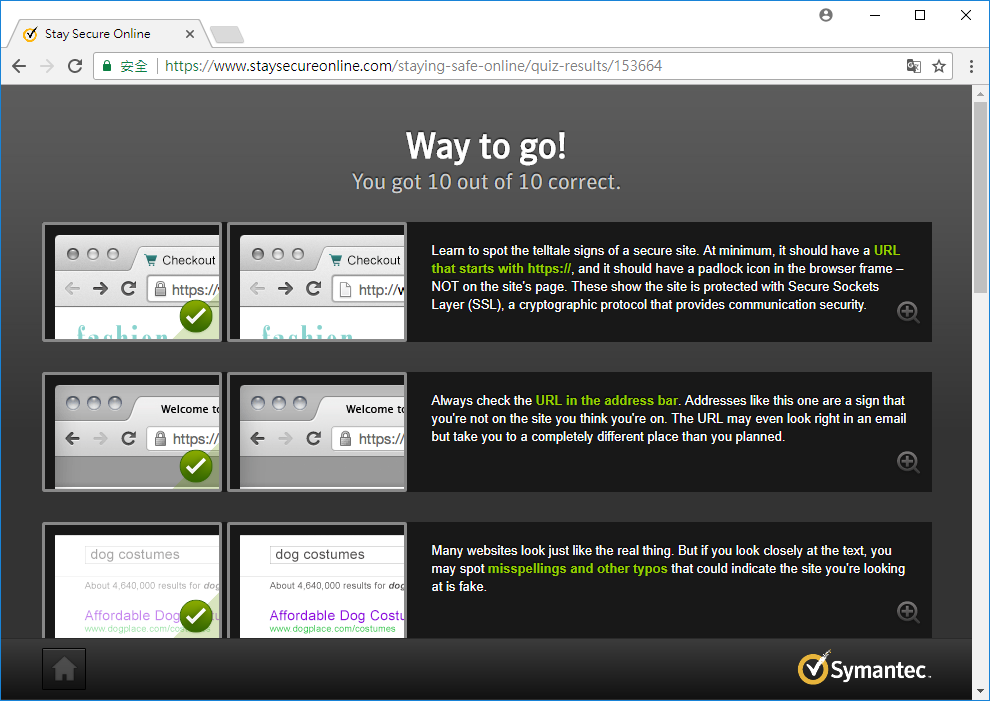 Stay Secure Online
安全 https://www.staysecureonline.com/staying-safe-online/quiz-results/153664
Way to go!
You got 10 out of 10 correct.
Checkout
https://
fashion
Checkout
http://w
fashion
Learn to spot the telltale signs of a secure site. At minimum, it should have a URL
that starts with https://, and it should have a padlock icon in the browser frame –
NOT on the site's page. These show the site is protected with Secure Sockets
Layer (SSL), a cryptographic protocol that provides communication security.
Welcome to
https:/
Welcome to
https:/
Always check the URL in the address bar. Addresses like this one are a sign that
you're not on the site you think you're on. The URL may even look right in an email
but take you to a completely different place than you planned.
dog costumes
About 4,640,000 results for dog
Affordable Dog
www.dogplace.com/cos
dog costumes
About 4,640,000 results for dog
Affordable Dog Costu
www.dogplace.com/costumes
Many websites look just like the real thing. But if you look closely at the text, you
may spot misspellings and other typos that could indicate the site you're looking
at is fake.
Symantec.